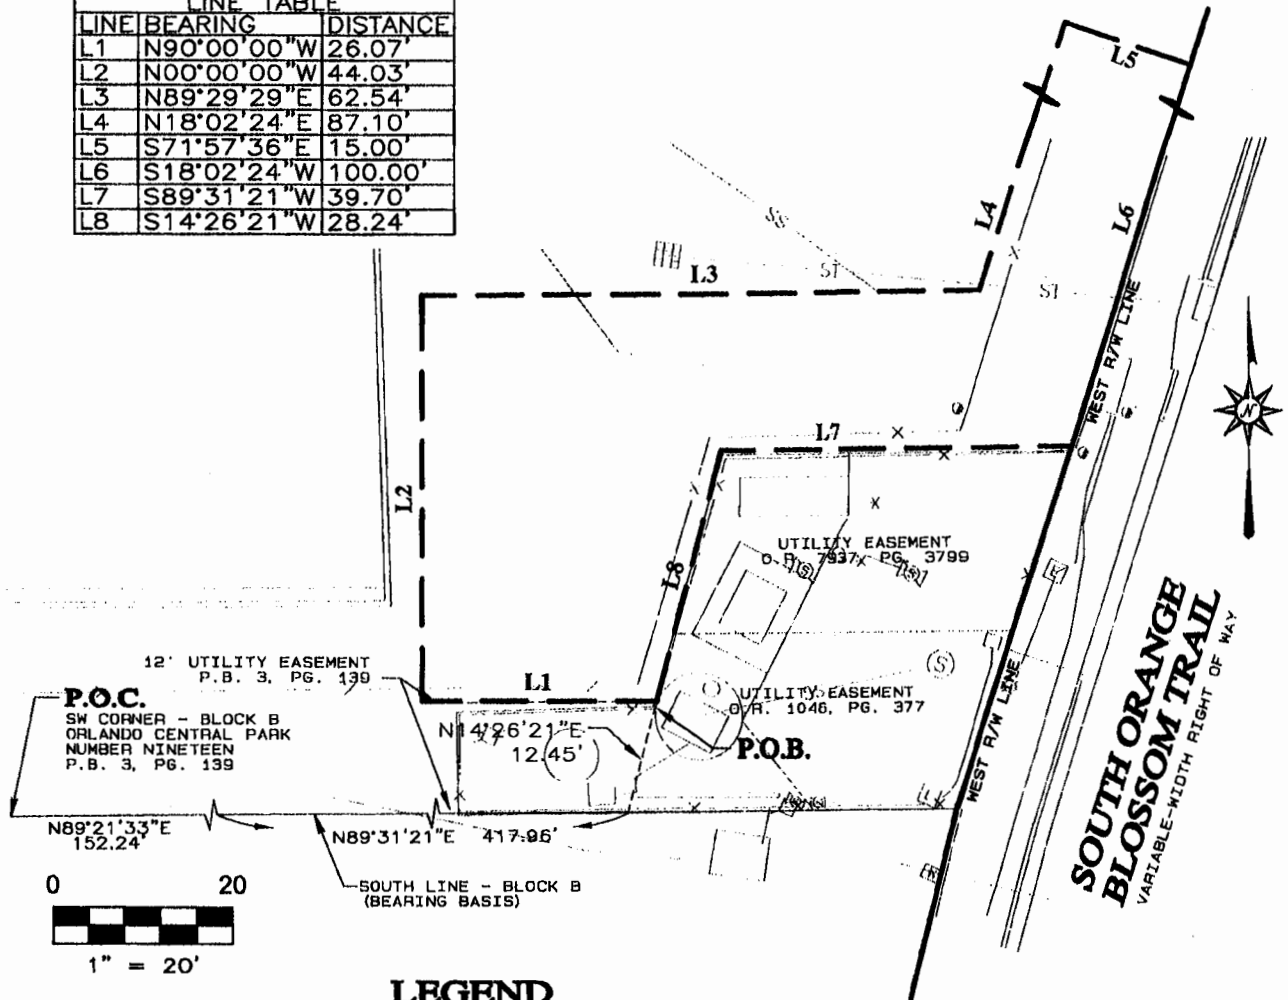 LINE TABLE
LINE BEARING DISTANCE
L1 N90°00'00"W 26.07'
L2 N00°00'00"W 44.03'
L3 N89°29'29"E 62.54'
L4 N18°02'24"E 87.10'
L5 S71°57'36"E 15.00'
L6 S18°02'24"W 100.00'
L7 S89°31'21"W 39.70'
L8 S14°26'21"W 28.24'
L5
L4
L6
SS
L3
ST
ST
WEST R/W LINE
N
L7
L2
L8
UTILITY EASEMENT
O.R. 7937, PG. 3799
12' UTILITY EASEMENT
P.B. 3, PG. 139
L1
P.O.C.
SW CORNER - BLOCK B
ORLANDO CENTRAL PARK
NUMBER NINETEEN
P.B. 3, PG. 139
N14°26'21"E
12.45'
UTILITY EASEMENT
O.R. 1046, PG. 377
P.O.B.
S
WEST R/W LINE
SOUTH ORANGE
BLOSSOM TRAIL
VARIABLE-WIDTH RIGHT OF WAY
N89°21'33"E
152.24'
N89°31'21"E 417.96'
SOUTH LINE - BLOCK B
(BEARING BASIS)
0 20
1" = 20'
LEGEND